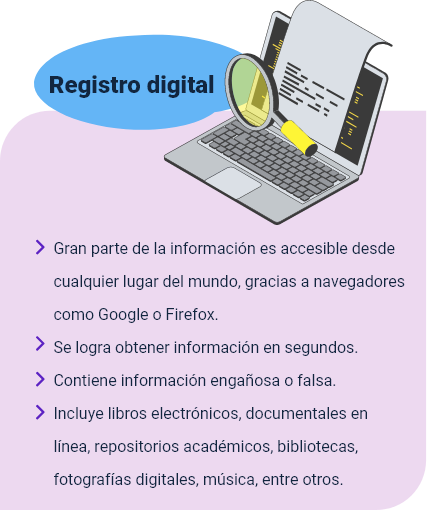 Registro digital
Gran parte de la información es accesible desde
cualquier lugar del mundo, gracias a navegadores
como Google o Firefox.
Se logra obtener información en segundos.
Contiene información engañosa o falsa.
Incluye libros electrónicos, documentales en
línea, repositorios académicos, bibliotecas,
fotografías digitales, música, entre otros.